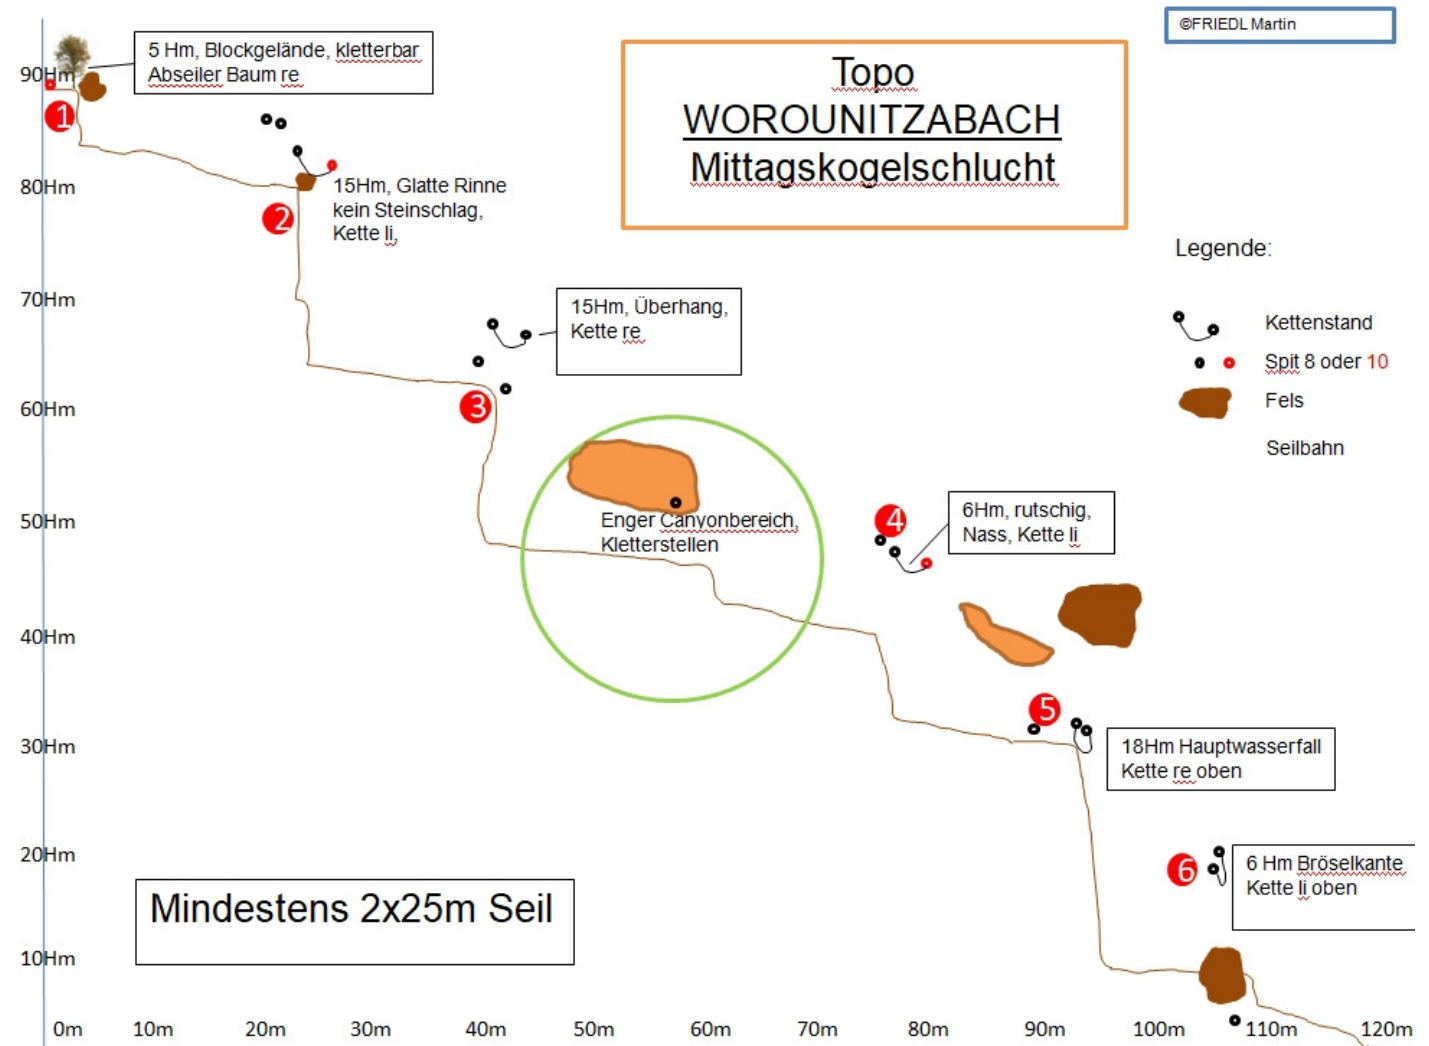 ©FRIEDL Martin
Topo
WOROUNITZABACH
Mittagskogelschlucht
5 Hm, Blockgelände, kletterbar
Abseiler Baum re
90Hm
1
80Hm
2
15Hm, Glatte Rinne
kein Steinschlag,
Kette li,
70Hm
15Hm, Überhang,
Kette re
60Hm
3
Legende:
Kettenstand
Spit 8 oder 10
Fels
Seilbahn
50Hm
Enger Canyonbereich,
Kletterstellen
4
6Hm, rutschig,
Nass, Kette li
40Hm
5
30Hm
18Hm Hauptwasserfall
Kette re oben
20Hm
6
6 Hm Bröselkante
Kette li oben
Mindestens 2x25m Seil
10Hm
0m 10m 20m 30m 40m 50m 60m 70m 80m 90m 100m 110m 120m